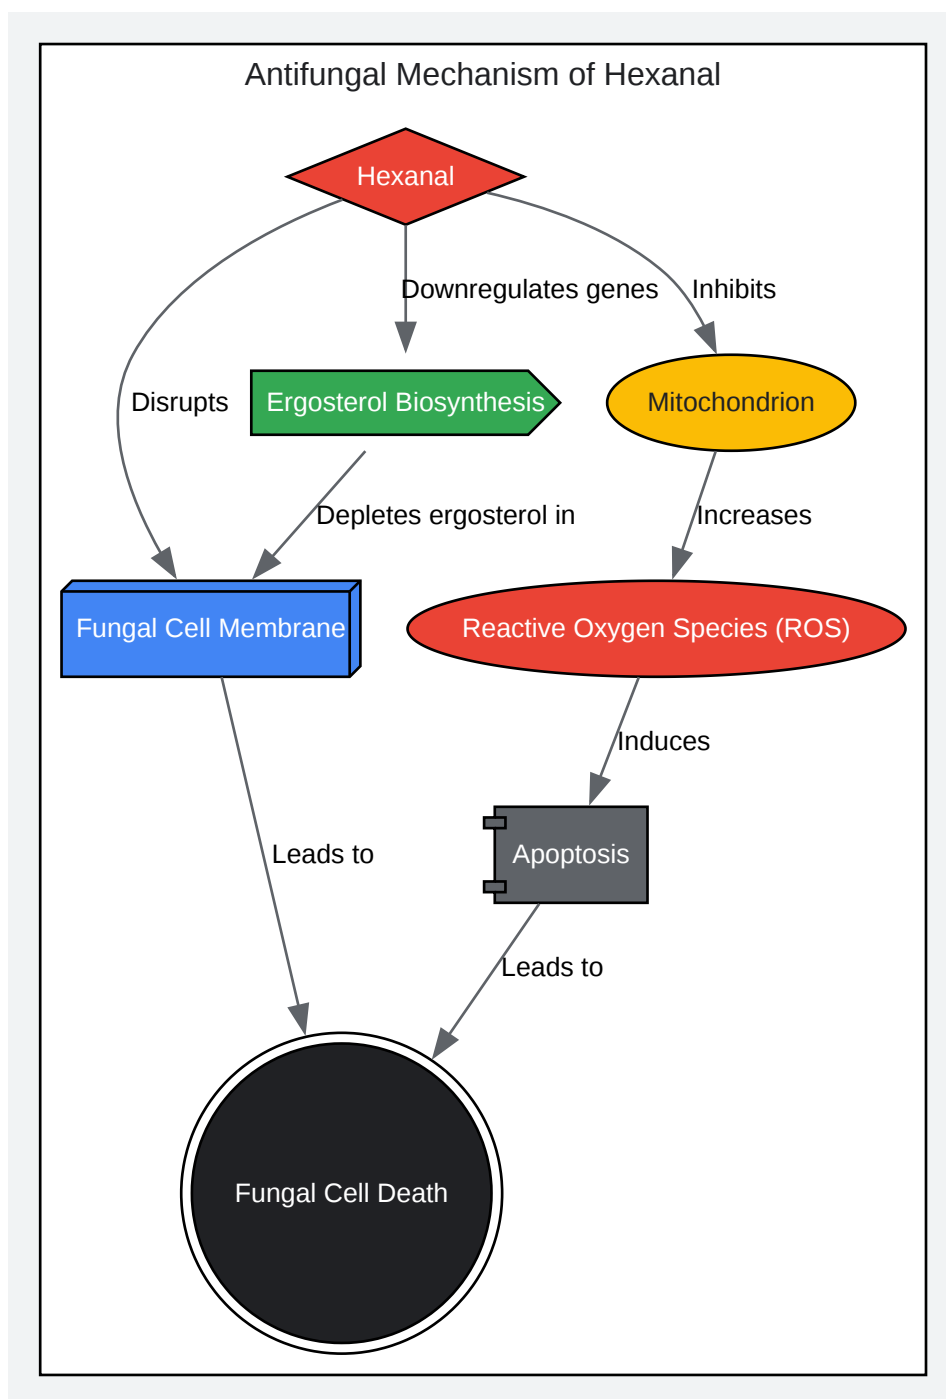 Antifungal Mechanism of Hexanal
Hexanal
Downregulates genes
Inhibits
Disrupts
Ergosterol Biosynthesis
Mitochondrion
Depletes ergosterol in
Increases
Fungal Cell Membrane
Reactive Oxygen Species (ROS)
Induces
Leads to
Apoptosis
Leads to
Fungal Cell Death